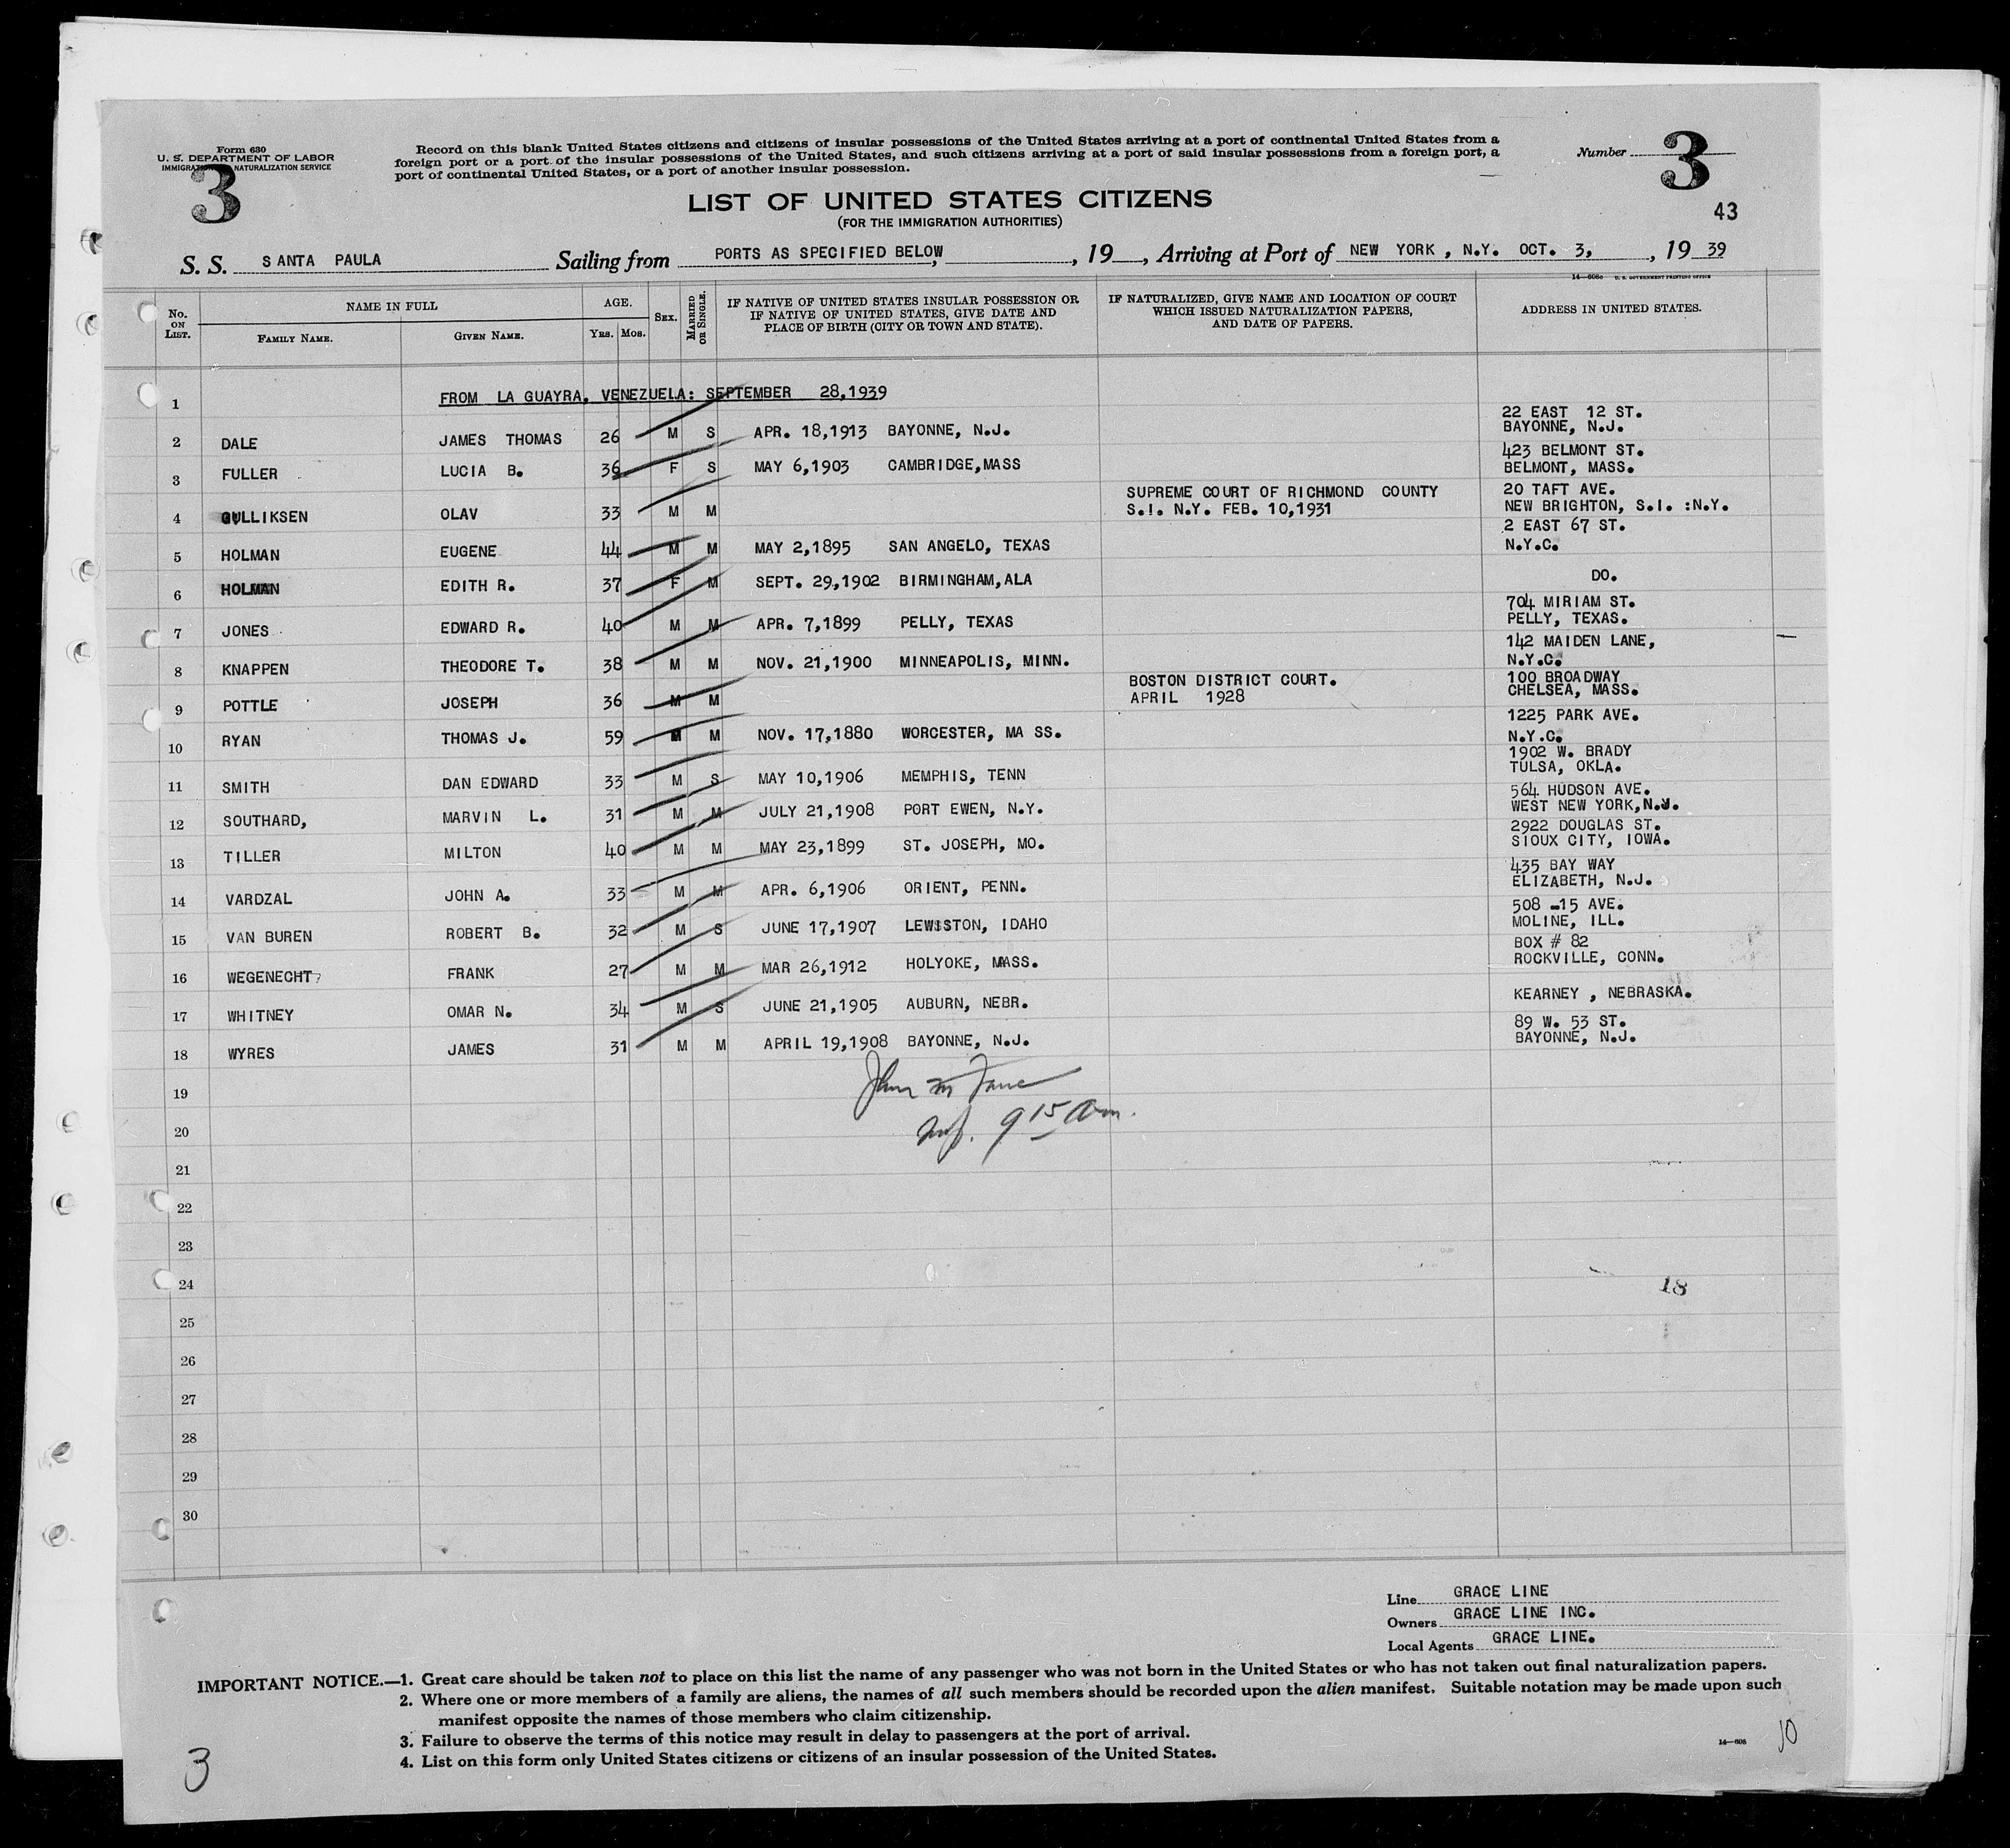 Form 630
U. S. DEPARTMENT OF LABOR
IMMIGRATION NATURALIZATION SERVICE
3
Record on this blank United States citizens and citizens of insular possessions of the United States arriving at a port of continental United States from a
foreign port or a port of the insular possessions of the United States, and such citizens arriving at a port of said insular possessions from a foreign port, a
port of continental United States, or a port of another insular possession.
Number 3
LIST OF UNITED STATES CITIZENS
(FOR THE IMMIGRATION AUTHORITIES)
43
S. S. SANTA PAULA Sailing from PORTS AS SPECIFIED BELOW, , 19 , Arriving at Port of NEW YORK , N.Y. OCT. 3, , 19 39
14—608a U. S. GOVERNMENT PRINTING OFFICE
No. ON LIST. NAME IN FULL FAMILY NAME. GIVEN NAME. AGE. YRS. MOS. SEX. MARRIED OR SINGLE. IF NATIVE OF UNITED STATES INSULAR POSSESSION OR IF NATIVE OF UNITED STATES, GIVE DATE AND PLACE OF BIRTH (CITY OR TOWN AND STATE). IF NATURALIZED, GIVE NAME AND LOCATION OF COURT WHICH ISSUED NATURALIZATION PAPERS, AND DATE OF PAPERS. ADDRESS IN UNITED STATES.
1 FROM LA GUAYRA, VENEZUELA: SEPTEMBER 28,1939
2 DALE JAMES THOMAS 26 M S APR. 18,1913 BAYONNE, N.J. 22 EAST 12 ST. BAYONNE, N.J.
3 FULLER LUCIA B. 36 F S MAY 6,1903 CAMBRIDGE,MASS 423 BELMONT ST. BELMONT, MASS.
4 GULLIKSEN OLAV 33 M M SUPREME COURT OF RICHMOND COUNTY S.I. N.Y. FEB. 10,1931 20 TAFT AVE. NEW BRIGHTON, S.I. :N.Y.
5 HOLMAN EUGENE 44 M M MAY 2,1895 SAN ANGELO, TEXAS 2 EAST 67 ST. N.Y.C.
6 HOLMAN EDITH R. 37 F M SEPT. 29,1902 BIRMINGHAM,ALA DO.
7 JONES EDWARD R. 40 M M APR. 7,1899 PELLY, TEXAS 704 MIRIAM ST. PELLY, TEXAS.
8 KNAPPEN THEODORE T. 38 M M NOV. 21,1900 MINNEAPOLIS, MINN. 142 MAIDEN LANE, N.Y.C.
9 POTTLE JOSEPH 36 M M BOSTON DISTRICT COURT. APRIL 1928 100 BROADWAY CHELSEA, MASS.
10 RYAN THOMAS J. 59 M M NOV. 17,1880 WORCESTER, MA SS. 1225 PARK AVE. N.Y.C.
11 SMITH DAN EDWARD 33 M S MAY 10,1906 MEMPHIS, TENN 1902 W. BRADY TULSA, OKLA.
12 SOUTHARD, MARVIN L. 31 M M JULY 21,1908 PORT EWEN, N.Y. 564 HUDSON AVE. WEST NEW YORK,N.J.
13 TILLER MILTON 40 M M MAY 23,1899 ST. JOSEPH, MO. 2922 DOUGLAS ST. SIOUX CITY, IOWA.
14 VARDZAL JOHN A. 33 M M APR. 6,1906 ORIENT, PENN. 435 BAY WAY ELIZABETH, N.J.
15 VAN BUREN ROBERT B. 32 M S JUNE 17,1907 LEWISTON, IDAHO 508 -15 AVE. MOLINE, ILL.
16 WEGENECHT FRANK 27 M M MAR 26,1912 HOLYOKE, MASS. BOX # 82 ROCKVILLE, CONN.
17 WHITNEY OMAR N. 34 M S JUNE 21,1905 AUBURN, NEBR. KEARNEY , NEBRASKA.
18 WYRES JAMES 31 M M APRIL 19,1908 BAYONNE, N.J. 89 W. 53 ST. BAYONNE, N.J.
19
20 9 15 am.
21
22
23
24 18
25
26
27
28
29
30
Line GRACE LINE
Owners GRACE LINE INC.
Local Agents GRACE LINE.
IMPORTANT NOTICE.—1. Great care should be taken not to place on this list the name of any passenger who was not born in the United States or who has not taken out final naturalization papers.
2. Where one or more members of a family are aliens, the names of all such members should be recorded upon the alien manifest. Suitable notation may be made upon such
manifest opposite the names of those members who claim citizenship.
3. Failure to observe the terms of this notice may result in delay to passengers at the port of arrival.
4. List on this form only United States citizens or citizens of an insular possession of the United States.
14—608
10
3